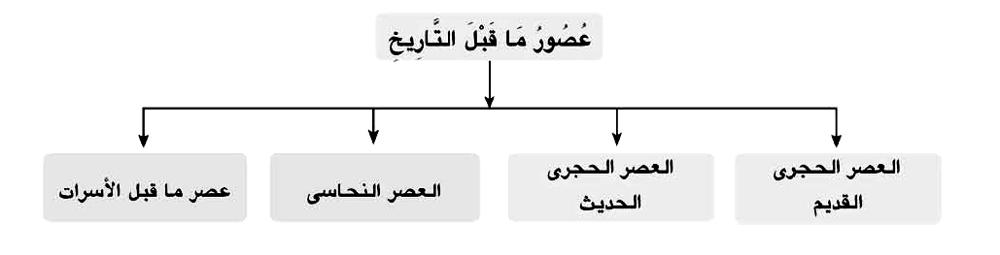 عُصُورُ مَا قَبْلَ التَّارِيخِ
العصر الحجرى
القديم
العصر الحجرى
الحديث
العصر النحاسى
عصر ما قبل الأسرات